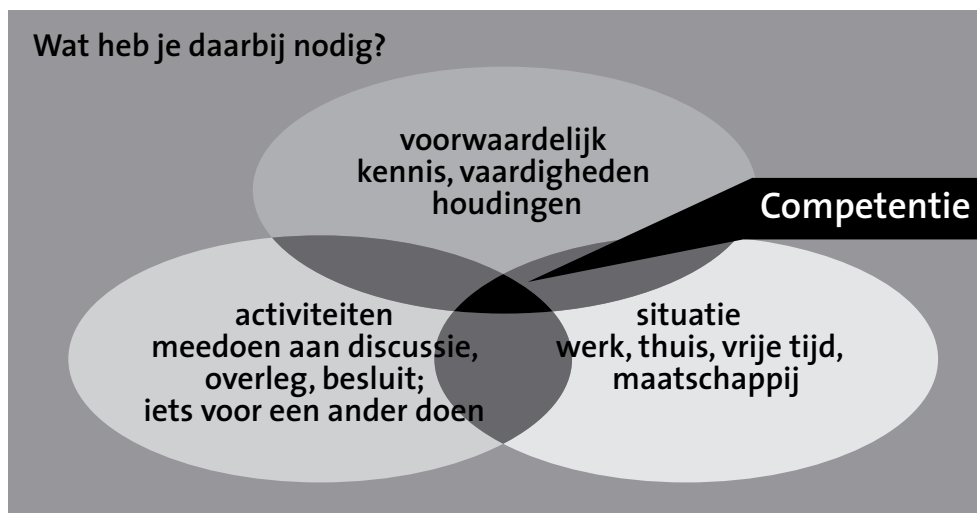 Wat heb je daarbij nodig?
voorwaardelijk
kennis, vaardigheden
houdingen
Competentie
activiteiten
meedoen aan discussie,
overleg, besluit;
iets voor een ander doen
situatie
werk, thuis, vrije tijd,
maatschappij